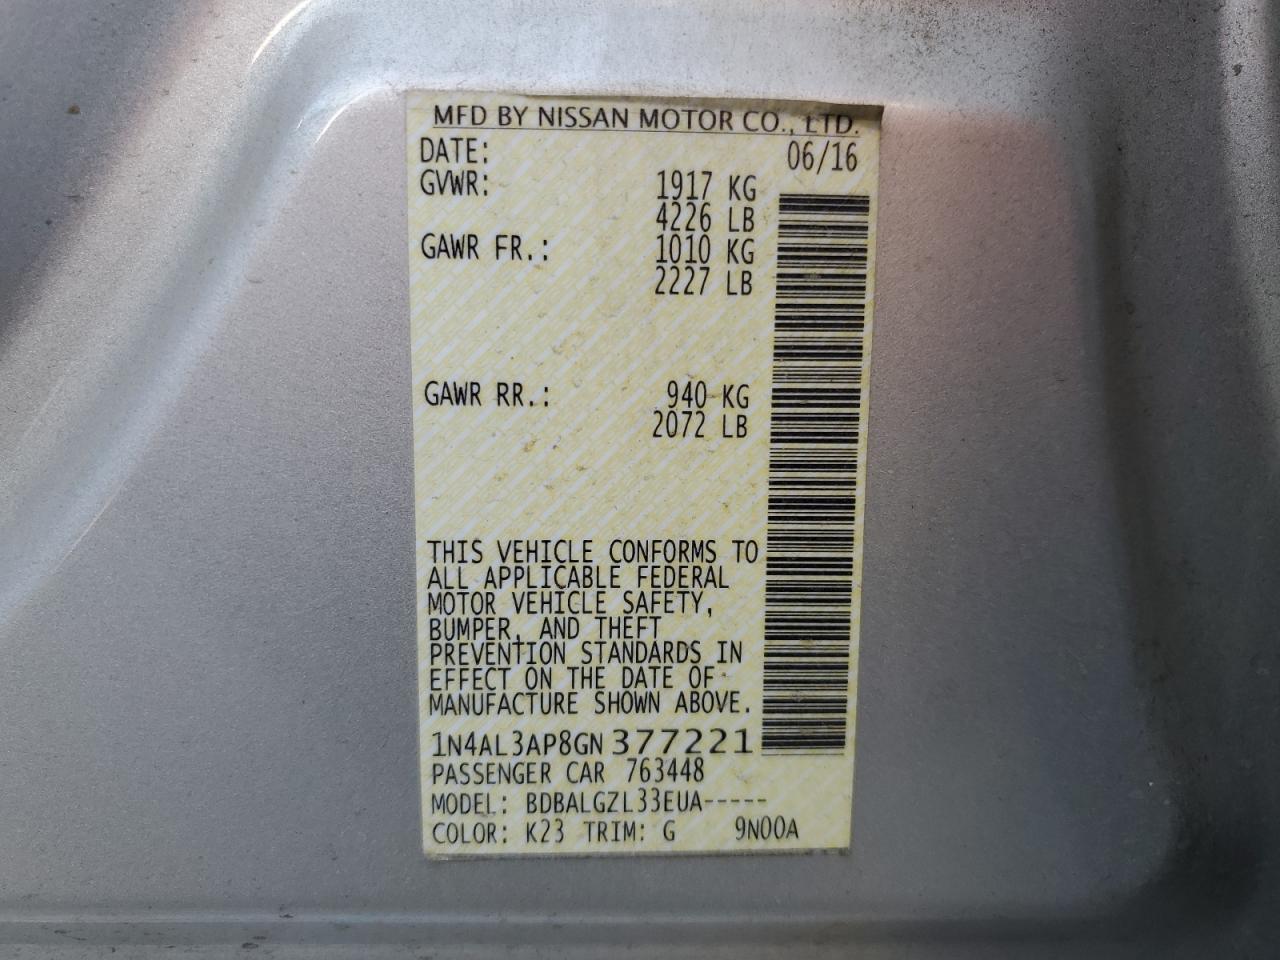 MFD BY NISSAN MOTOR CO., LTD.
DATE: 06/16
GVWR: 1917 KG
4226 LB
GAWR FR.: 1010 KG
2227 LB
GAWR RR.: 940 KG
2072 LB
THIS VEHICLE CONFORMS TO
ALL APPLICABLE FEDERAL
MOTOR VEHICLE SAFETY,
BUMPER, AND THEFT
PREVENTION STANDARDS IN
EFFECT ON THE DATE OF
MANUFACTURE SHOWN ABOVE.
1N4AL3AP8GN377221
PASSENGER CAR 763448
MODEL: BDBALGZL33EUA-----
COLOR: K23 TRIM: G 9N00A